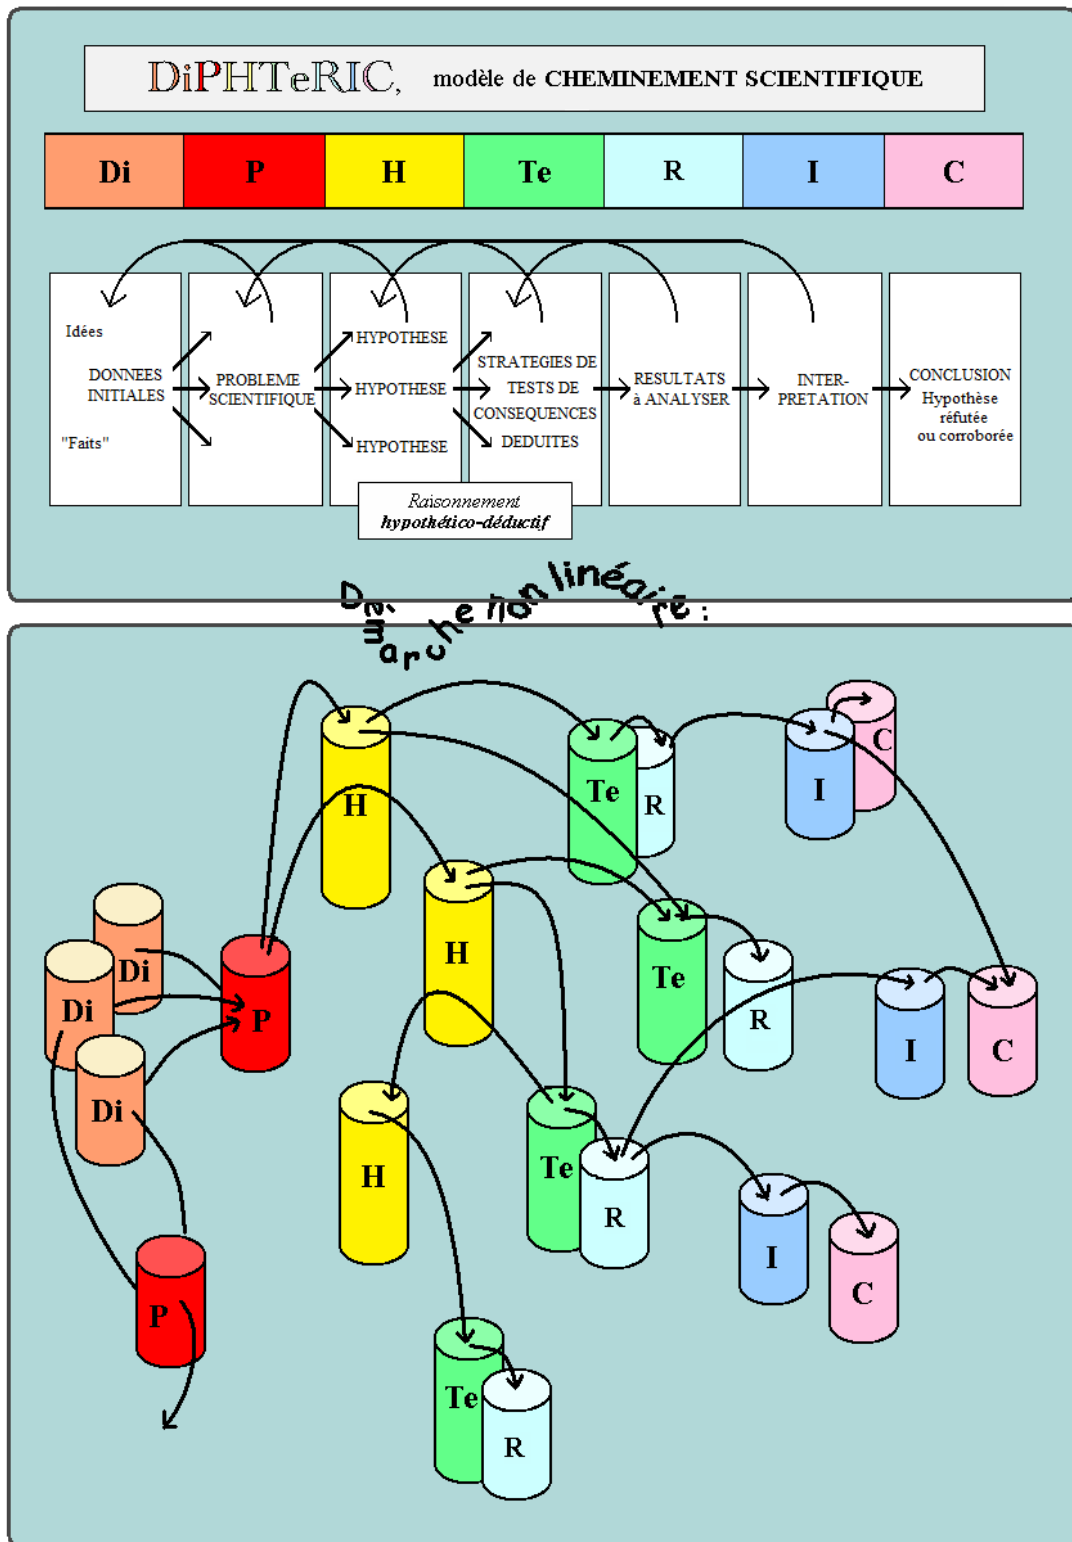 DiPHTeRIC, modèle de CHEMINEMENT SCIENTIFIQUE
Di P H Te R I C
Idées
DONNEES
INITIALES
"Faits"
PROBLEME
SCIENTIFIQUE
HYPOTHESE
HYPOTHESE
HYPOTHESE
STRATEGIES DE
TESTS DE
CONSEQUENCES
DEDUITES
RESULTATS
à ANALYSER
INTER-
PRETATION
CONCLUSION
Hypothèse
réfutée
ou corroborée
Raisonnement
hypothético-déductif
Démarche non linéaire :
H
Te
R
I
C
H
Te
R
I
C
Di
Di
Di
P
H
Te
R
I
C
P
Te
R